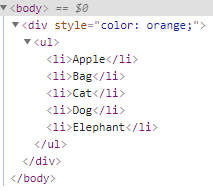 ▼<body> == $0
▼<div style="color: orange;">
▼<ul>
<li>Apple</li>
<li>Bag</li>
<li>Cat</li>
<li>Dog</li>
<li>Elephant</li>
</ul>
</div>
</body>